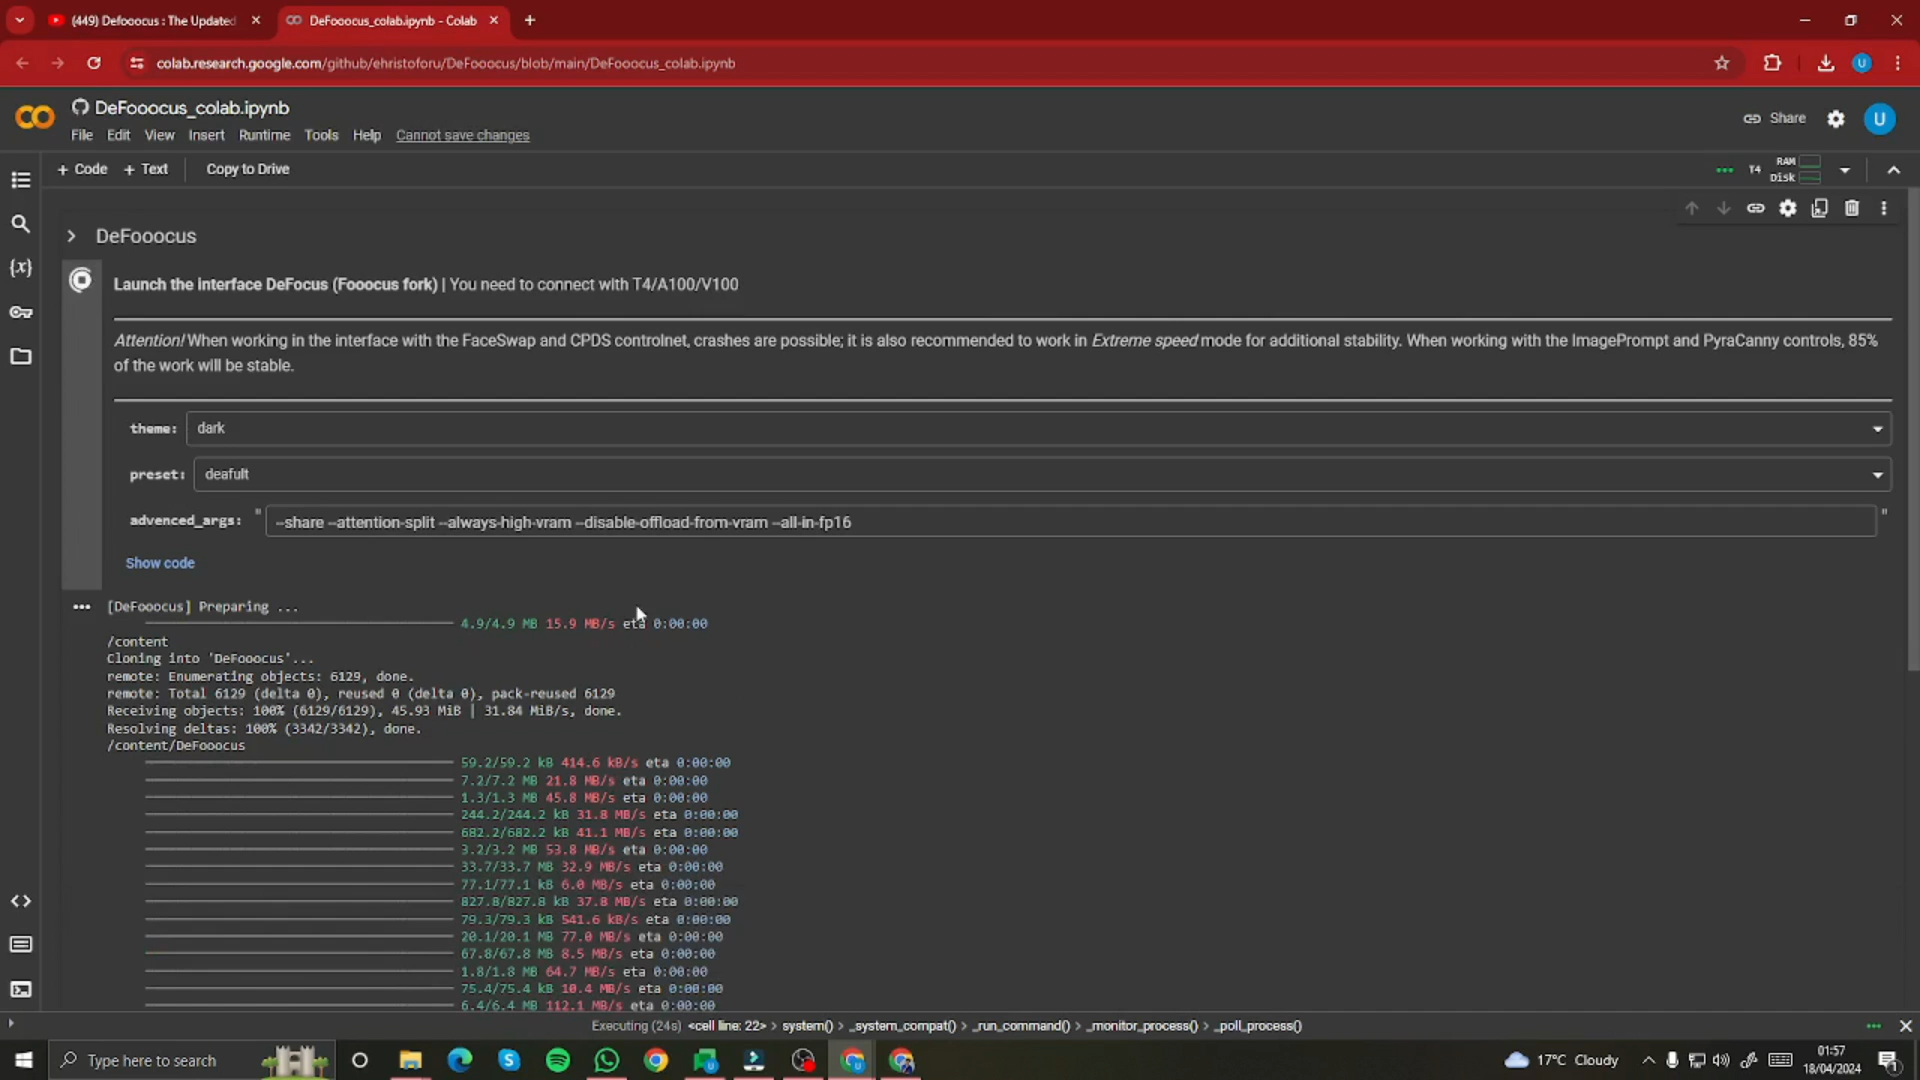 (449) Defooocus : The Updated
DeFooocus_colab.ipynb - Colab
colab.research.google.com/github/ehristoforu/DeFooocus/blob/main/DeFooocus_colab.ipynb
U
DeFooocus_colab.ipynb
File Edit View Insert Runtime Tools Help Cannot save changes
Share
U
+ Code + Text Copy to Drive
T4 RAM
Disk
DeFooocus
Launch the interface DeFocus (Fooocus fork) | You need to connect with T4/A100/V100
Attention! When working in the interface with the FaceSwap and CPDS controlnet, crashes are possible; it is also recommended to work in Extreme speed mode for additional stability. When working with the ImagePrompt and PyraCanny controls, 85%
of the work will be stable.
theme: dark
preset: deafult
advenced_args: " --share --attention-split --always-high-vram --disable-offload-from-vram --all-in-fp16 "
Show code
[DeFooocus] Preparing ...
4.9/4.9 MB 15.9 MB/s eta 0:00:00
/content
Cloning into 'DeFooocus'...
remote: Enumerating objects: 6129, done.
remote: Total 6129 (delta 0), reused 0 (delta 0), pack-reused 6129
Receiving objects: 100% (6129/6129), 45.93 MiB | 31.84 MiB/s, done.
Resolving deltas: 100% (3342/3342), done.
/content/DeFooocus
59.2/59.2 kB 414.6 kB/s eta 0:00:00
7.2/7.2 MB 21.8 MB/s eta 0:00:00
1.3/1.3 MB 45.8 MB/s eta 0:00:00
244.2/244.2 kB 31.8 MB/s eta 0:00:00
682.2/682.2 kB 41.1 MB/s eta 0:00:00
3.2/3.2 MB 53.8 MB/s eta 0:00:00
33.7/33.7 MB 32.9 MB/s eta 0:00:00
77.1/77.1 kB 6.0 MB/s eta 0:00:00
827.8/827.8 kB 37.8 MB/s eta 0:00:00
79.3/79.3 kB 541.6 kB/s eta 0:00:00
20.1/20.1 MB 77.0 MB/s eta 0:00:00
67.8/67.8 MB 8.5 MB/s eta 0:00:00
1.8/1.8 MB 64.7 MB/s eta 0:00:00
75.4/75.4 kB 10.4 MB/s eta 0:00:00
6.4/6.4 MB 112.1 MB/s eta 0:00:00
Executing (24s) <cell line: 22> > system() > _system_compat() > _run_command() > _monitor_process() > _poll_process()
Type here to search
17°C Cloudy
01:57
18/04/2024
1